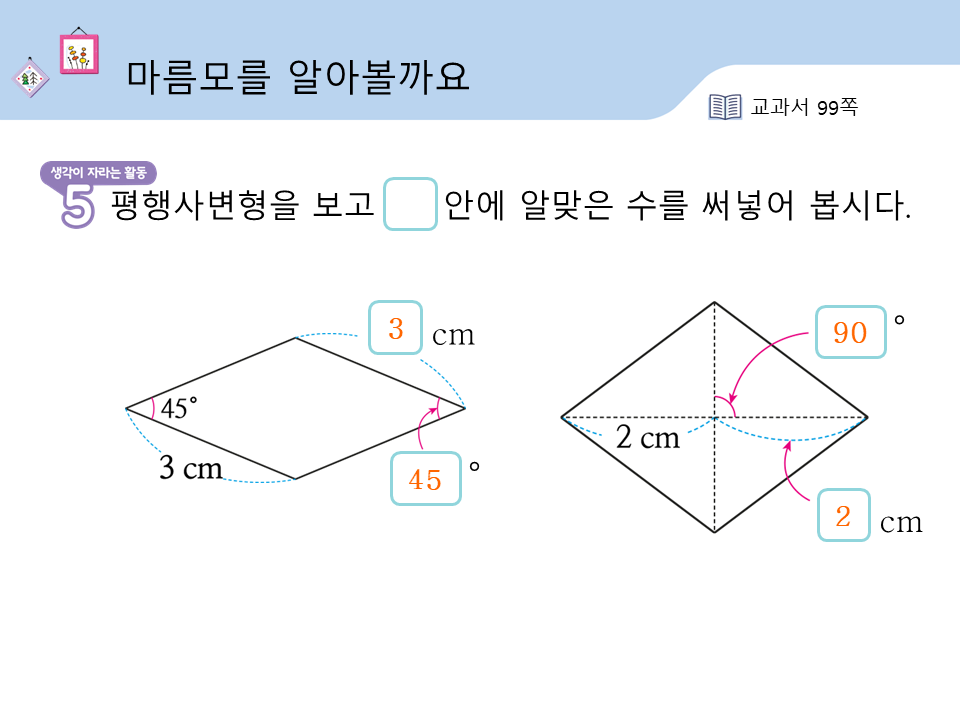 마름모를 알아볼까요
교과서 99쪽
생각이 자라는 활동
5 평행사변형을 보고 안에 알맞은 수를 써넣어 봅시다.
3 cm
45°
3 cm
45 °
90 °
2 cm
2 cm